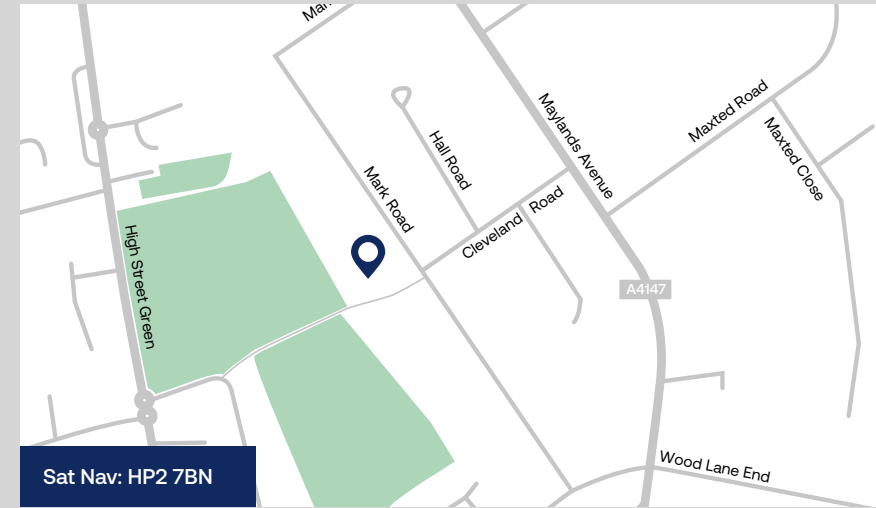 Mar
Maylands Avenue
Maxted Road
Maxted Close
Hall Road
Mark Road
Cleveland Road
High Street Green
A4147
Wood Lane End
Sat Nav: HP2 7BN